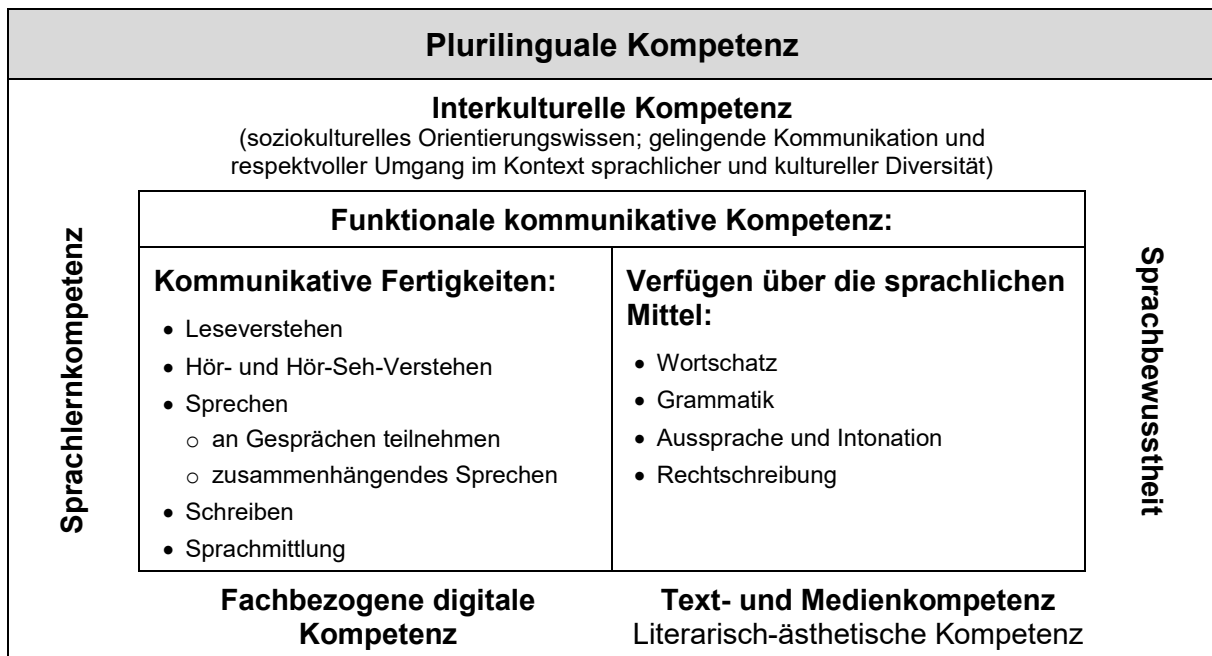 Plurilinguale Kompetenz
Interkulturelle Kompetenz
(soziokulturelles Orientierungswissen; gelingende Kommunikation und
respektvoller Umgang im Kontext sprachlicher und kultureller Diversität)
Sprachlernkompetenz
Funktionale kommunikative Kompetenz:
Kommunikative Fertigkeiten:
• Leseverstehen
• Hör- und Hör-Seh-Verstehen
• Sprechen
○ an Gesprächen teilnehmen
○ zusammenhängendes Sprechen
• Schreiben
• Sprachmittlung
Verfügen über die sprachlichen
Mittel:
• Wortschatz
• Grammatik
• Aussprache und Intonation
• Rechtschreibung
Sprachbewusstheit
Fachbezogene digitale
Kompetenz
Text- und Medienkompetenz
Literarisch-ästhetische Kompetenz